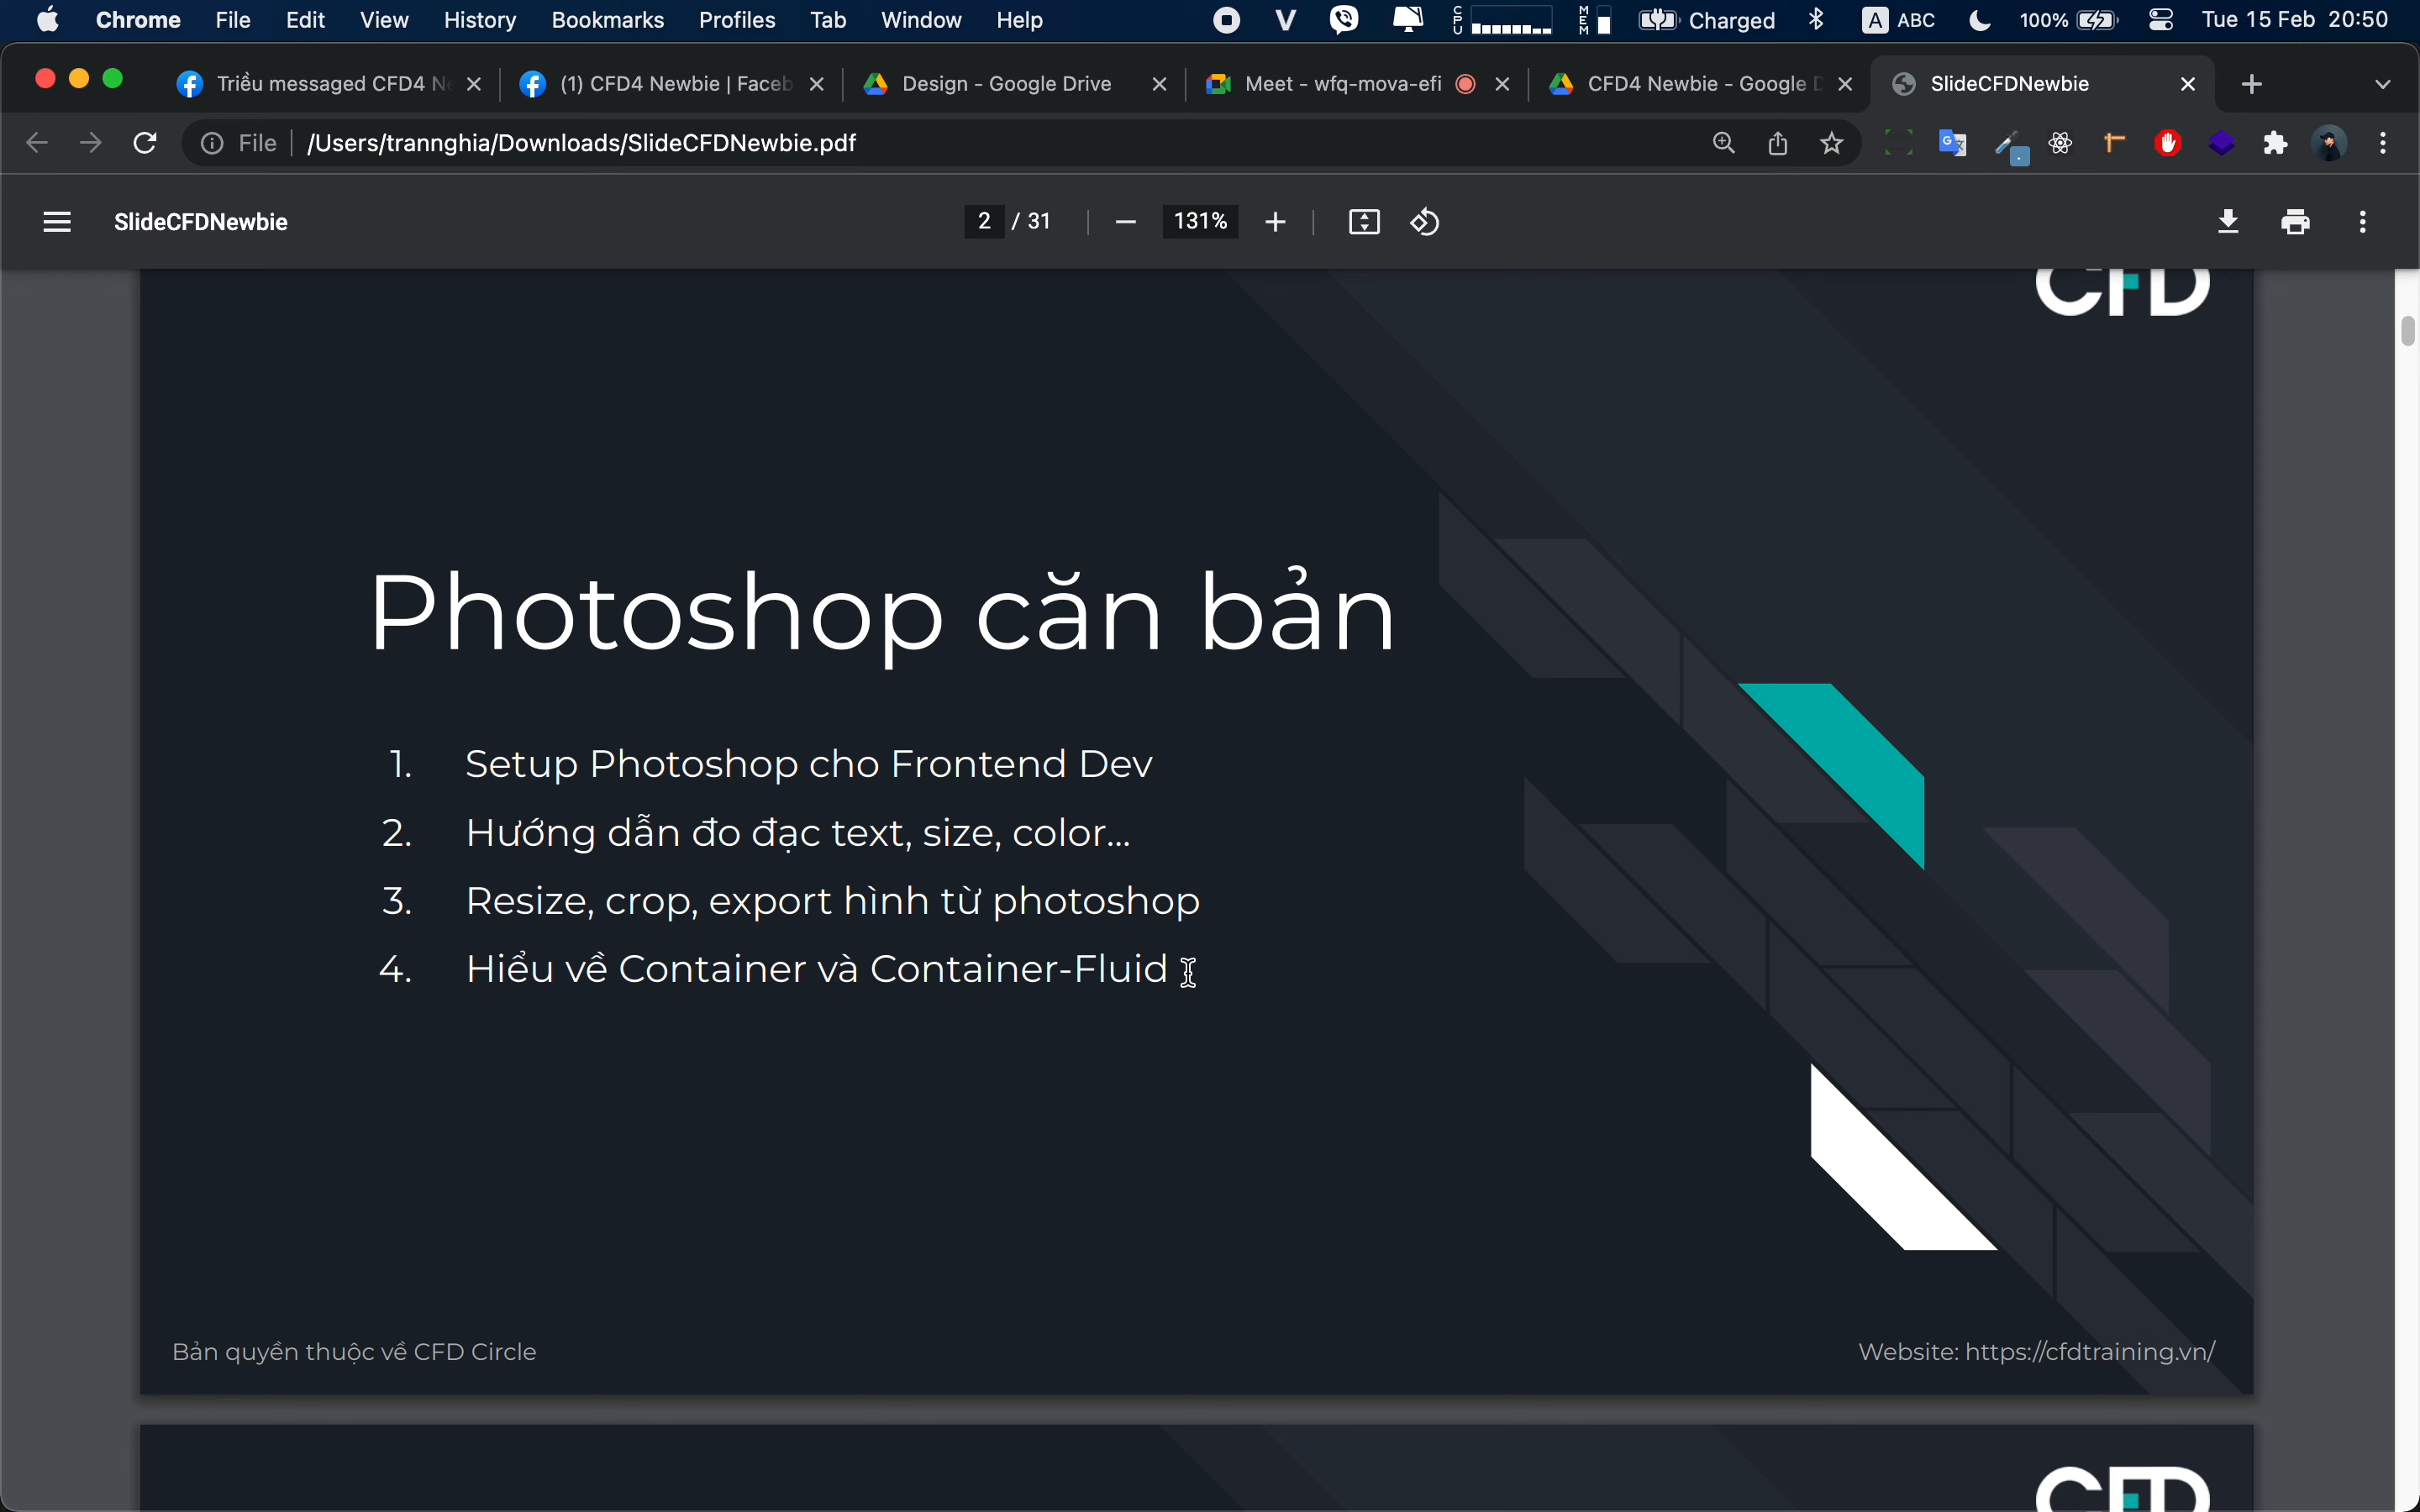 Chrome File Edit View History Bookmarks Profiles Tab Window Help CPU MEM Charged A ABC 100% Tue 15 Feb 20:50
Triều messaged CFD4 (1) CFD4 Newbie | Faceb Design - Google Drive Meet - wfq-mova-efi CFD4 Newbie - Google SlideCFDNewbie
File /Users/trannghia/Downloads/SlideCFDNewbie.pdf
SlideCFDNewbie 2 / 31 131%
CFD
Photoshop căn bản
1. Setup Photoshop cho Frontend Dev
2. Hướng dẫn đo đạc text, size, color...
3. Resize, crop, export hình từ photoshop
4. Hiểu về Container và Container-Fluid
Bản quyền thuộc về CFD Circle Website: https://cfdtraining.vn/
CFD